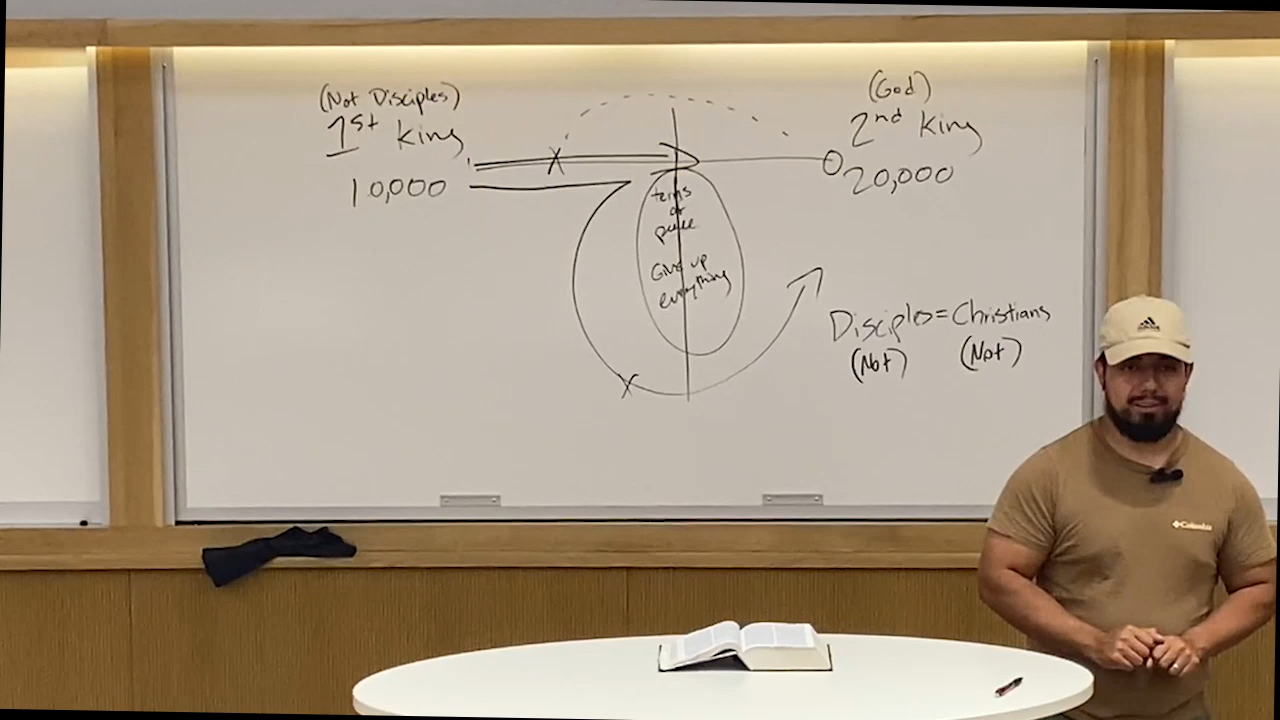 (Not Disciples)
1st King
10,000
(God)
2nd King
20,000
X
terms
of
peace
Give up
everything
X
Disciples=Christians
(Not) (Not)
adidas
Columbia